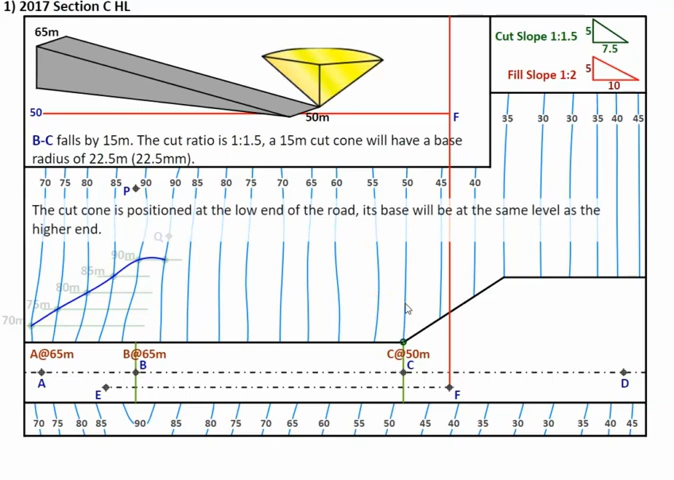 1) 2017 Section C HL
65m
Cut Slope 1:1.5
5
7.5
Fill Slope 1:2
5
10
50
50m
F
B-C falls by 15m. The cut ratio is 1:1.5, a 15m cut cone will have a base
radius of 22.5m (22.5mm).
35 30 30 35 40 45
70 75 80 85 90 90 85 80 75 70 65 60 55 50 45 40
P
The cut cone is positioned at the low end of the road, its base will be at the same level as the
higher end.
Q
90m
85m
80m
75m
70m
A@65m B@65m C@50m
B C
A D
E F
70 75 80 85 90 85 80 75 70 65 60 55 50 45 40 35 30 30 35 40 45